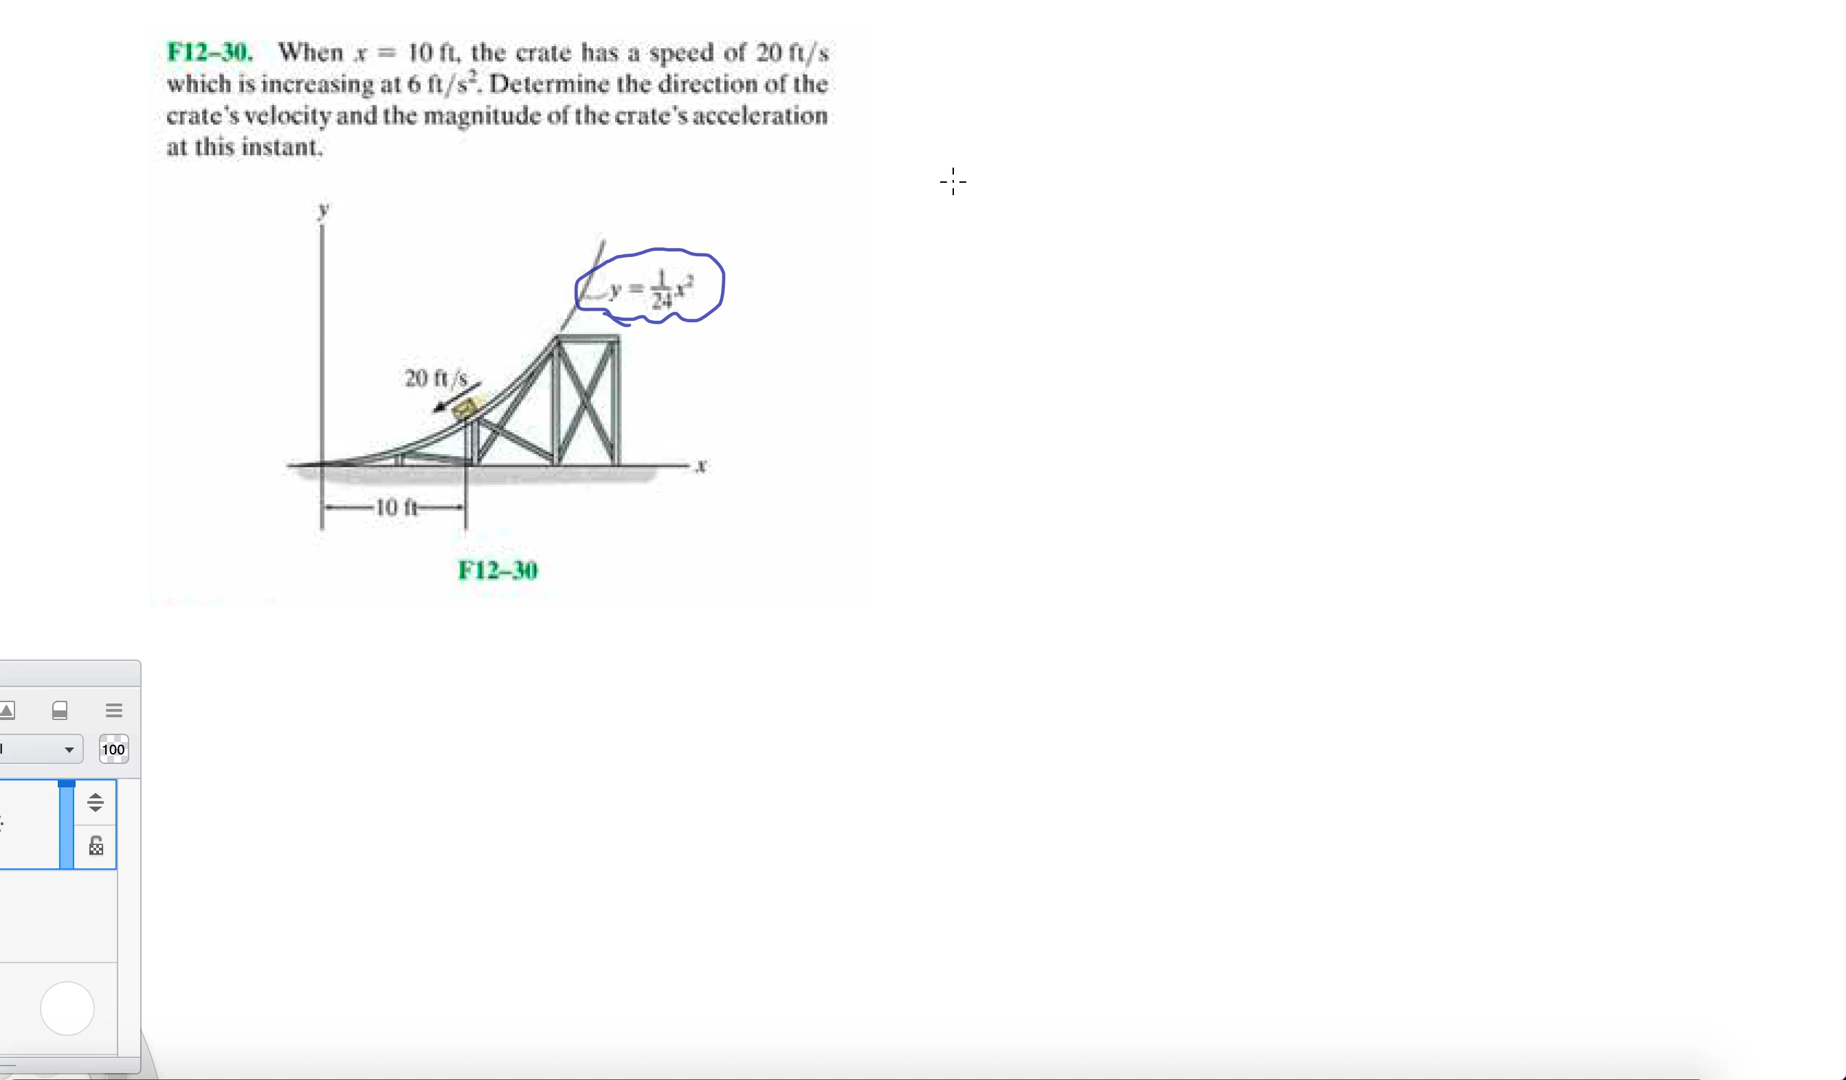 F12–30. When x = 10 ft, the crate has a speed of 20 ft/s
which is increasing at 6 ft/s². Determine the direction of the
crate's velocity and the magnitude of the crate's acceleration
at this instant.
y
y = 1/24 x²
20 ft/s
x
10 ft
F12–30
100